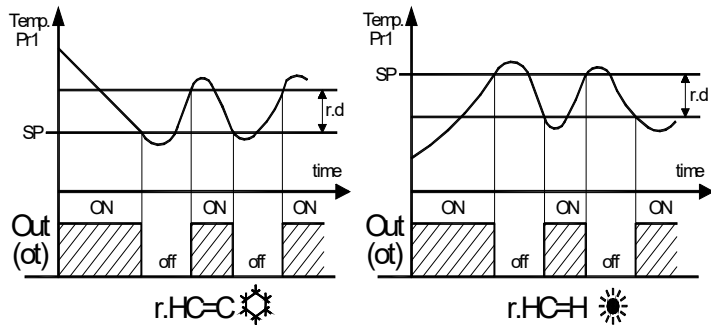 Temp.
Pr1
r.d
SP
time
ON ON ON
Out
(ot)
off off
r.HC=C
Temp.
Pr1
SP
r.d
time
ON ON ON
Out
(ot)
off off
r.HC=H